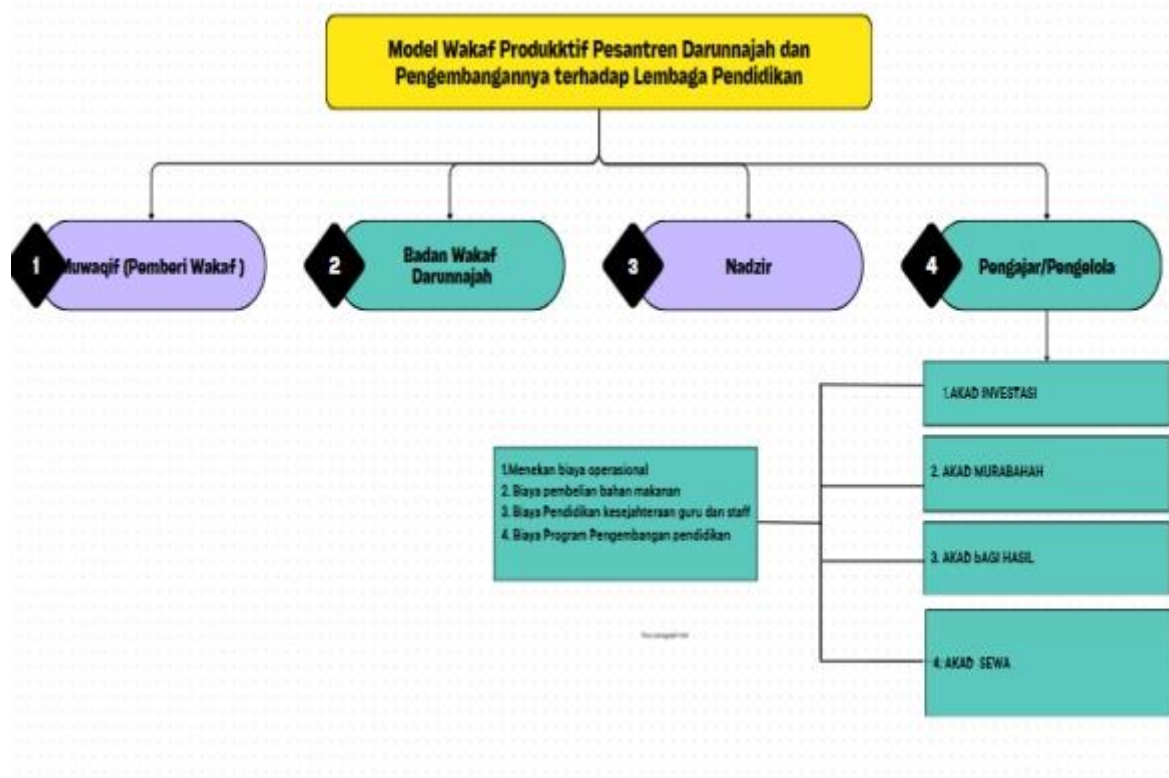 Model Wakaf Produkktif Pesantren Darunnajah dan
Pengembangannya terhadap Lembaga Pendidikan
1
Muwaqif (Pemberi Wakaf )
2
Badan Wakaf
Darunnajah
3
Nadzir
4
Pengajar/Pengelola
1.AKAD INVESTASI
2. AKAD MURABAHAH
3. AKAD bAGI HASIL
4. AKAD SEWA
1.Menekan biaya operasional
2. Biaya pembelian bahan makanan
3. Biaya Pendidikan kesejahteraan guru dan staff
4. Biaya Program Pengembangan pendidikan